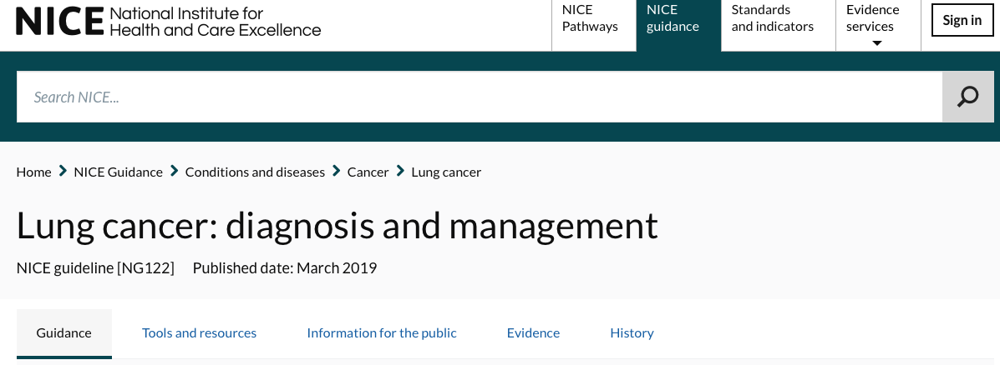 NICE National Institute for
Health and Care Excellence
NICE
Pathways
NICE
guidance
Standards
and indicators
Evidence
services
Sign in
Search NICE...
Home
NICE Guidance
Conditions and diseases
Cancer
Lung cancer
Lung cancer: diagnosis and management
NICE guideline [NG122] Published date: March 2019
Guidance
Tools and resources
Information for the public
Evidence
History